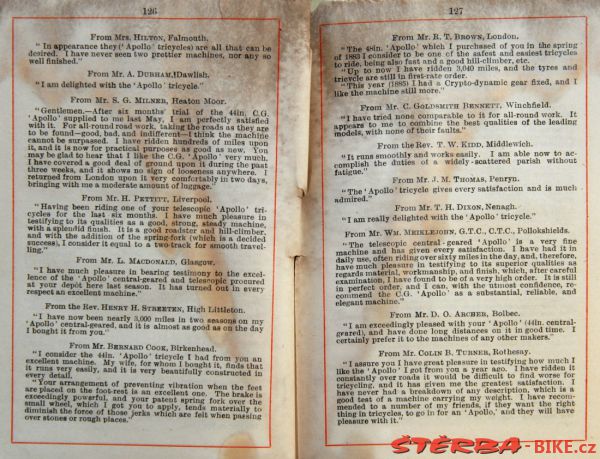 126
From Mrs. HILTON, Falmouth.
"In appearance they ('Apollo' tricycles) are all that can be
desired. I have never seen two prettier machines, nor any so
well finished."
From Mr. A. DURHAM, Dawlish.
"I am delighted with the 'Apollo' tricycle."
From Mr. S. G. MILNER, Heaton Moor.
"Gentlemen.—After six months' trial of the 44in. C.G.
'Apollo' supplied to me last May, I am perfectly satisfied
with it. For all-round road work, taking the roads as they are
to be found—good, bad, and indifferent—I think the machine
cannot be surpased. I have ridden hundreds of miles upon
it, and it is now for practical purposes as good as new. You
may be glad to hear that I like the C.G. 'Apollo' very much.
I have covered a good deal of ground upon it during the past
three weeks, and it shows no sign of looseness anywhere. I
returned from London upon it very comfortably in two days,
bringing with me a moderate amount of luggage."
From Mr. H. PETTITT, Liverpool.
"Having been riding one of your telescopic 'Apollo' tri-
cycles for the last six months, I have much pleasure in
testifying to its qualities as a good, strong, steady machine,
with a splendid finish. It is a good roadster and hill-climber,
and with the addition of the spring-fork (which is a decided
success), I consider it equal to a two-track for smooth travel-
ling."
From Mr. L. MACDONALD, Glasgow.
"I have much pleasure in bearing testimony to the excel-
lence of the 'Apollo' central-geared and telescopic procured
at your depôt here last season. It has turned out in every
respect an excellent machine."
From the Rev. HENRY H. STREETEN, High Littleton.
"I have now been nearly 3,000 miles in two seasons on my
'Apollo' central-geared, and it is almost as good as on the day
I bought it from you."
From Mr. BERNARD COOK, Birkenhead.
"I consider the 44in. 'Apollo' tricycle I had from you an
excellent machine. My wife, for whom I bought it, finds that
it runs very easily, and it is very beautifully constructed in
every detail.
"Your arrangement of preventing vibration when the feet
are placed on the foot-rest is an excellent one. The brake is
exceedingly powerful, and your patent spring fork over the
small wheel, which I got you to apply, tends materially to
diminish the force of those jerks which are felt when passing
over stones or rough places."
127
From Mr. R. T. BROWN, London.
"The 48in. 'Apollo' which I purchased of you in the spring
of 1883 I consider to be one of the safest and easiest tricycles
to ride, being also fast and a good hill-climber, etc.
"Up to now I have ridden 3,040 miles, and the tyres and
tricycle are still in first-rate order.
"This year (1885) I had a Crypto-dynamic gear fixed, and I
like the machine still more."
From Mr. C. GOLDSMITH BENNETT, Winchfield.
"I have tried none comparable to it for all-round work. It
appears to me to combine the best qualities of the leading
models, with none of their faults."
From the Rev. T. W. KIDD, Middlewich.
"It runs smoothly and works easily. I am able now to ac-
complish the duties of a widely-scattered parish without
fatigue."
From Mr. J. M. THOMAS, Penryn.
"The 'Apollo' tricycle gives every satisfaction and is much
admired."
From Mr. T. H. DIXON, Nenagh.
"I am really delighted with the 'Apollo' tricycle."
From Mr. WM. MEIKLEJOHN, G.T.C., C.T.C., Pollokshields.
"The telescopic central-geared 'Apollo' is a very fine
machine and has given every satisfaction. I have had it in
daily use, often riding over sixty miles in the day, and, therefore,
have much pleasure in testifying to its superior qualities as
regards material, workmanship, and finish, which, after careful
examination, I have found to be of a very high order. It is still
in perfect order, and I can, with the utmost confidence, re-
commend the C.G. 'Apollo' as a substantial, reliable, and
elegant machine."
From Mr. D. O. ARCHER, Bolbec.
"I am exceedingly pleased with your 'Apollo' (44in. central-
geared), and have done long distances on it in good time. I
certainly prefer it to the machines of any other makers."
From Mr. COLIN B. TURNER, Rothesay.
"I assure you I have great pleasure in testifying how much I
like the 'Apollo' I got from you a year ago. I have ridden it
constantly over roads it would be difficult to find worse for
tricycling, and it has given me the greatest satisfaction. I
have never had a breakdown of any description, which is a
good test of a machine carrying my weight. I have recom-
mended to a number of my friends, if they want the right
thing in tricycles, to go in for an 'Apollo,' and they will have
pleasure with it."
ŠTĚRBA-BIKE.cz